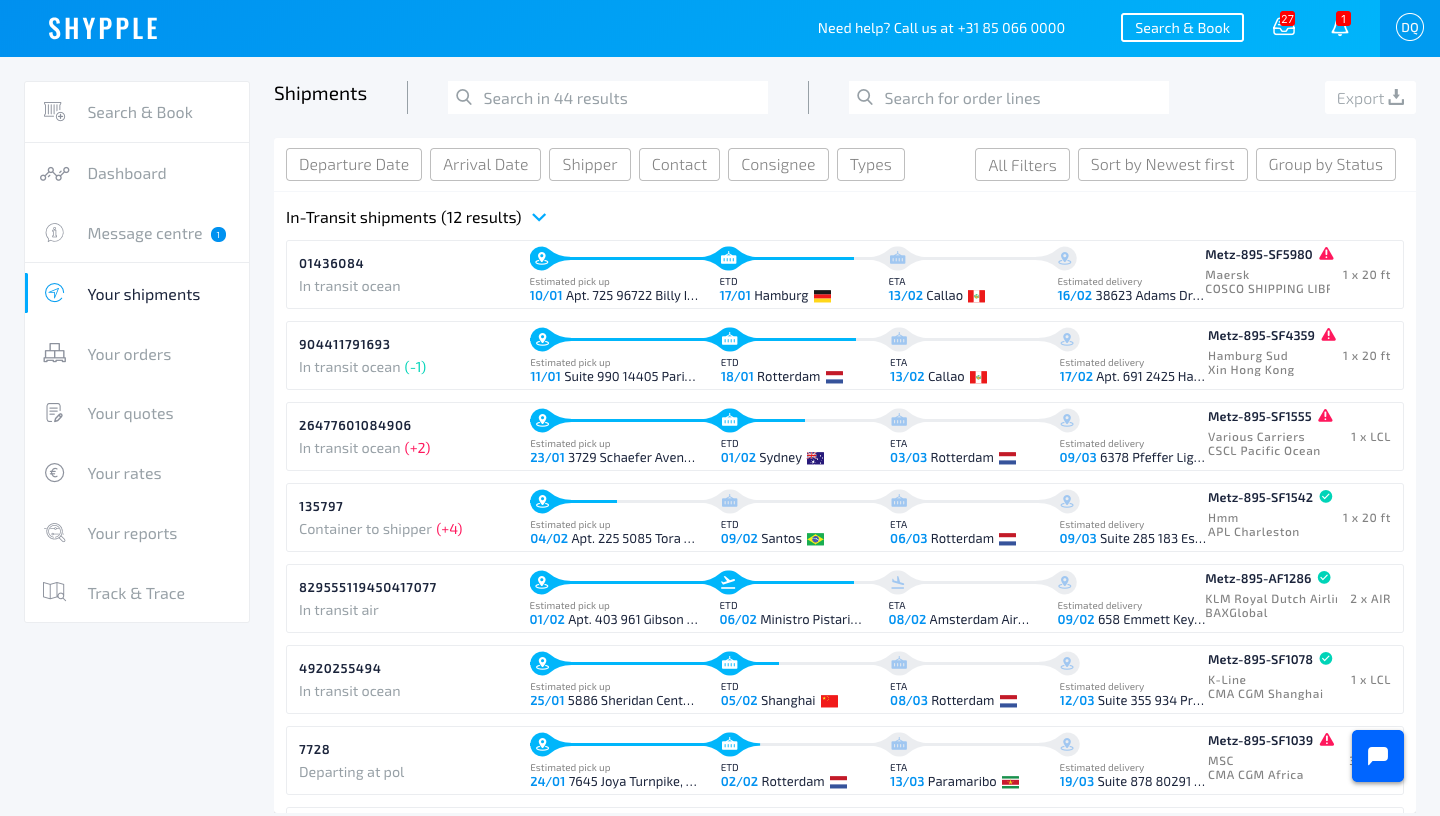 SHYPPLE
Need help? Call us at +31 85 066 0000
Search & Book
27
1
DQ
Search & Book
Dashboard
Message centre 1
Your shipments
Your orders
Your quotes
Your rates
Your reports
Track & Trace
Shipments
Search in 44 results
Search for order lines
Export
Departure Date
Arrival Date
Shipper
Contact
Consignee
Types
All Filters
Sort by Newest first
Group by Status
In-Transit shipments (12 results)
01436084
In transit ocean
Estimated pick up
10/01 Apt. 725 96722 Billy I...
ETD
17/01 Hamburg
ETA
13/02 Callao
Estimated delivery
16/02 38623 Adams Dr...
Metz-895-SF5980
Maersk
COSCO SHIPPING LIBR
1 x 20 ft
904411791693
In transit ocean (-1)
Estimated pick up
11/01 Suite 990 14405 Pari...
ETD
18/01 Rotterdam
ETA
13/02 Callao
Estimated delivery
17/02 Apt. 691 2425 Ha...
Metz-895-SF4359
Hamburg Sud
Xin Hong Kong
1 x 20 ft
26477601084906
In transit ocean (+2)
Estimated pick up
23/01 3729 Schaefer Aven...
ETD
01/02 Sydney
ETA
03/03 Rotterdam
Estimated delivery
09/03 6378 Pfeffer Lig...
Metz-895-SF1555
Various Carriers
CSCL Pacific Ocean
1 x LCL
135797
Container to shipper (+4)
Estimated pick up
04/02 Apt. 225 5085 Tora ...
ETD
09/02 Santos
ETA
06/03 Rotterdam
Estimated delivery
09/03 Suite 285 183 Es...
Metz-895-SF1542
Hmm
APL Charleston
1 x 20 ft
829555119450417077
In transit air
Estimated pick up
01/02 Apt. 403 961 Gibson ...
ETD
06/02 Ministro Pistari...
ETA
08/02 Amsterdam Air...
Estimated delivery
09/02 658 Emmett Key...
Metz-895-AF1286
KLM Royal Dutch Airlin
BAXGlobal
2 x AIR
4920255494
In transit ocean
Estimated pick up
25/01 5886 Sheridan Cent...
ETD
05/02 Shanghai
ETA
08/03 Rotterdam
Estimated delivery
12/03 Suite 355 934 Pr...
Metz-895-SF1078
K-Line
CMA CGM Shanghai
1 x LCL
7728
Departing at pol
Estimated pick up
24/01 7645 Joya Turnpike, ...
ETD
02/02 Rotterdam
ETA
13/03 Paramaribo
Estimated delivery
19/03 Suite 878 80291 ...
Metz-895-SF1039
MSC
CMA CGM Africa